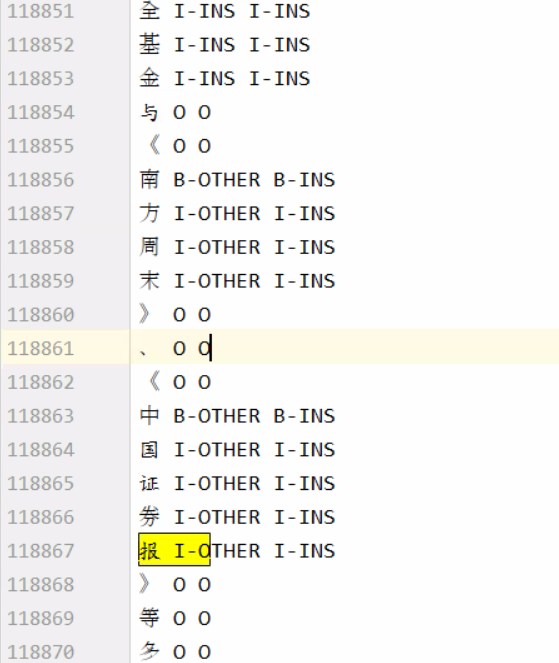 118851 全 I-INS I-INS
118852 基 I-INS I-INS
118853 金 I-INS I-INS
118854 与 O O
118855 《 O O
118856 南 B-OTHER B-INS
118857 方 I-OTHER I-INS
118858 周 I-OTHER I-INS
118859 末 I-OTHER I-INS
118860 》 O O
118861 、 O O
118862 《 O O
118863 中 B-OTHER B-INS
118864 国 I-OTHER I-INS
118865 证 I-OTHER I-INS
118866 券 I-OTHER I-INS
118867 报 I-OTHER I-INS
118868 》 O O
118869 等 O O
118870 多 O O